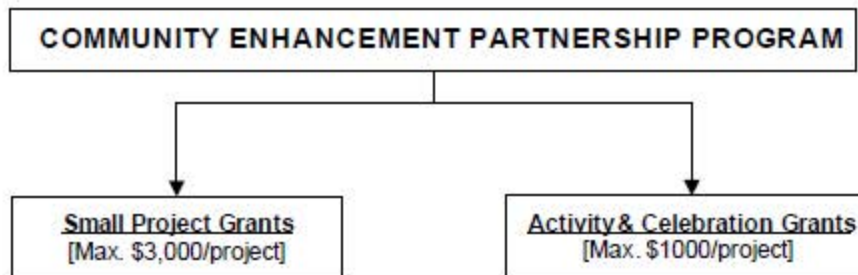 COMMUNITY ENHANCEMENT PARTNERSHIP PROGRAM
Small Project Grants
[Max. $3,000/project]
Activity & Celebration Grants
[Max. $1000/project]